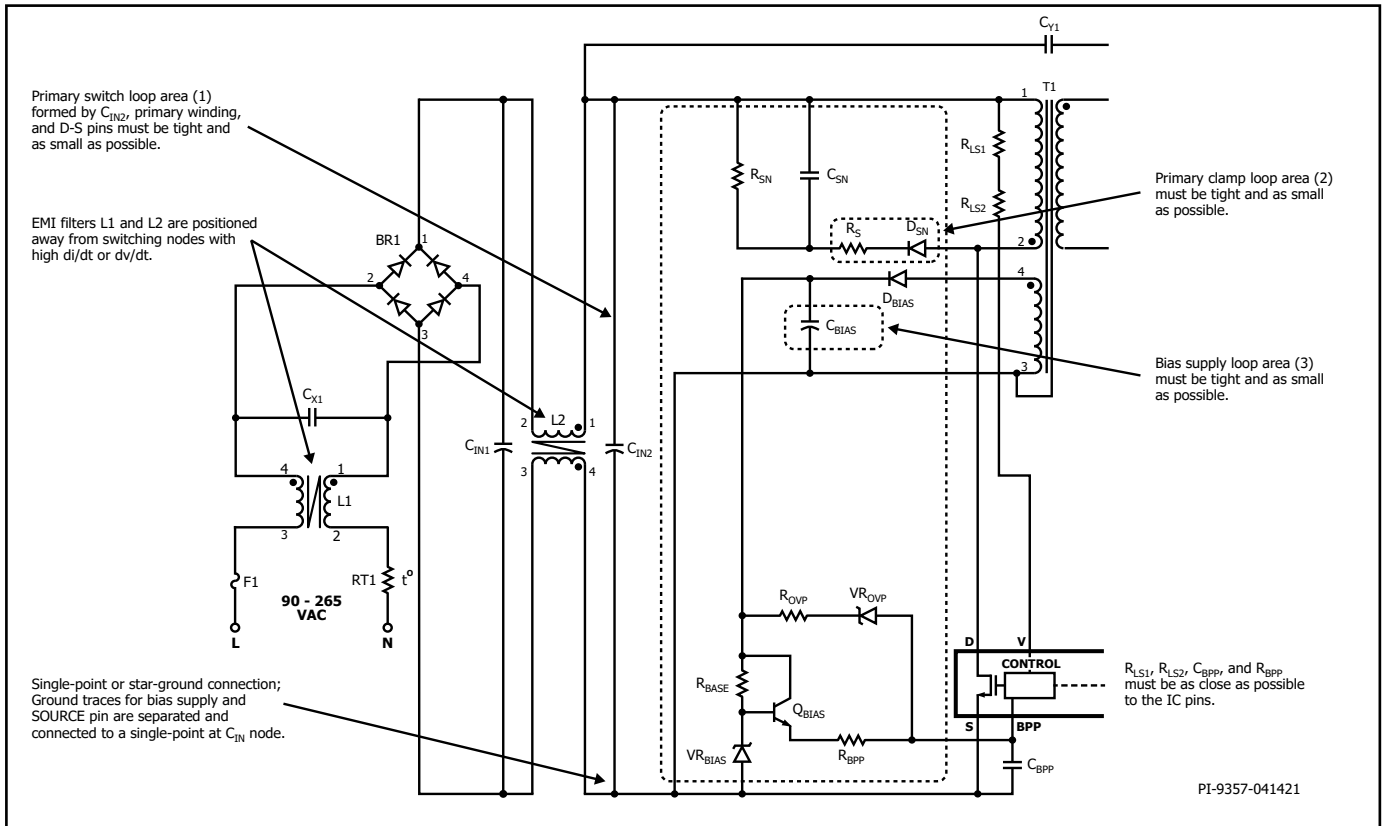 C_Y1
Primary switch loop area (1)
formed by C_IN2, primary winding,
and D-S pins must be tight and
as small as possible.
1
T1
R_LS1
R_SN
C_SN
Primary clamp loop area (2)
must be tight and as small
as possible.
R_LS2
EMI filters L1 and L2 are positioned
away from switching nodes with
high di/dt or dv/dt.
R_S
D_SN
2
BR1
1
2
4
3
4
D_BIAS
C_BIAS
3
Bias supply loop area (3)
must be tight and as small
as possible.
C_X1
2
L2
1
C_IN1
C_IN2
3
4
4
1
L1
3
2
F1
RT1
t°
90 - 265
VAC
L
N
R_OVP
VR_OVP
D
V
CONTROL
R_LS1, R_LS2, C_BPP, and R_BPP
must be as close as possible
to the IC pins.
Single-point or star-ground connection;
Ground traces for bias supply and
SOURCE pin are separated and
connected to a single-point at C_IN node.
R_BASE
Q_BIAS
S
BPP
VR_BIAS
R_BPP
C_BPP
PI-9357-041421